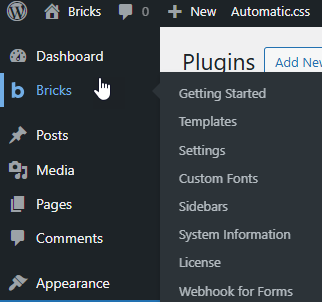 Bricks 0 New Automatic.css
Dashboard
Plugins Add New
Bricks
Getting Started
Templates
Posts
Settings
Media
Custom Fonts
Pages
Sidebars
Comments
System Information
License
Appearance
Webhook for Forms